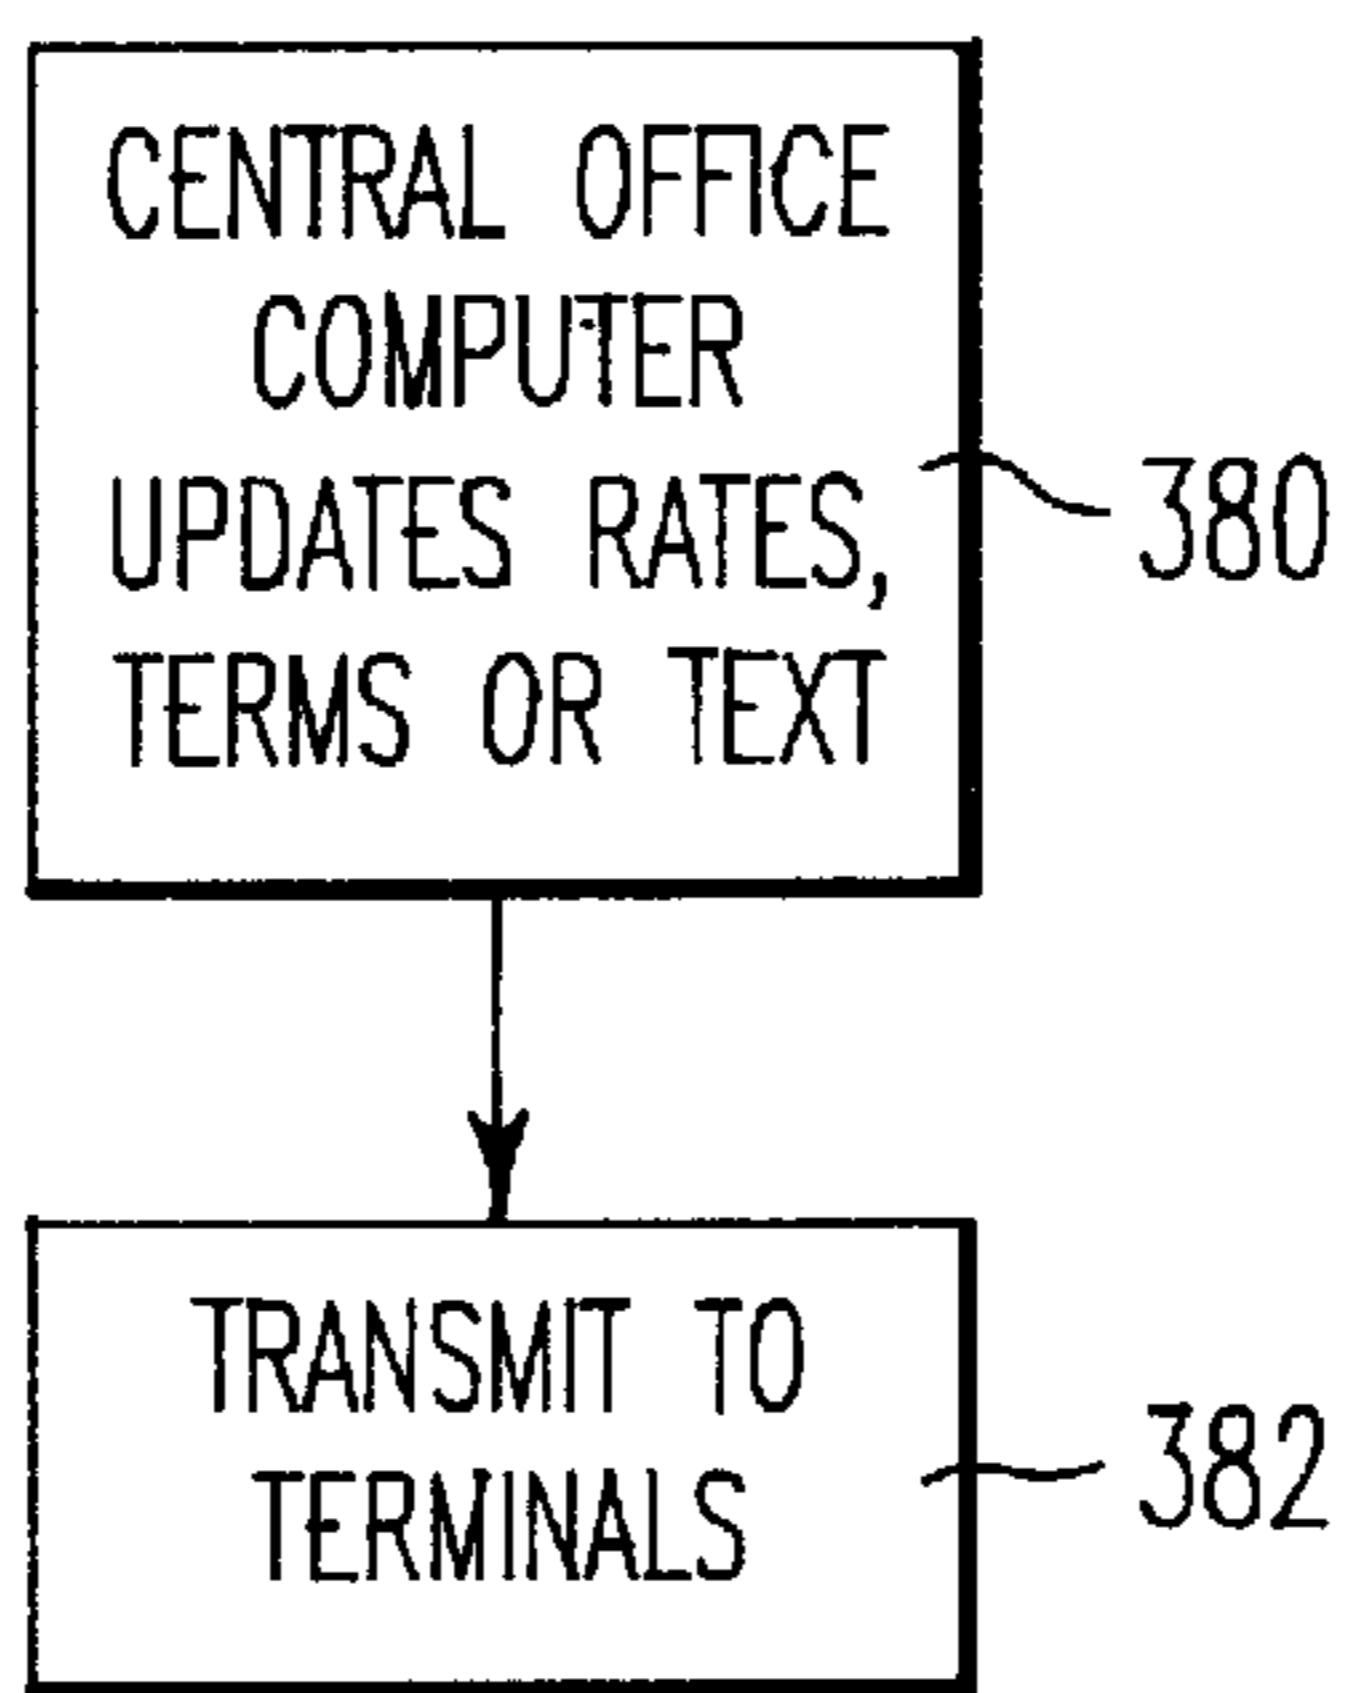 CENTRAL OFFICE
COMPUTER
UPDATES RATES,
TERMS OR TEXT
380
TRANSMIT TO
TERMINALS
382